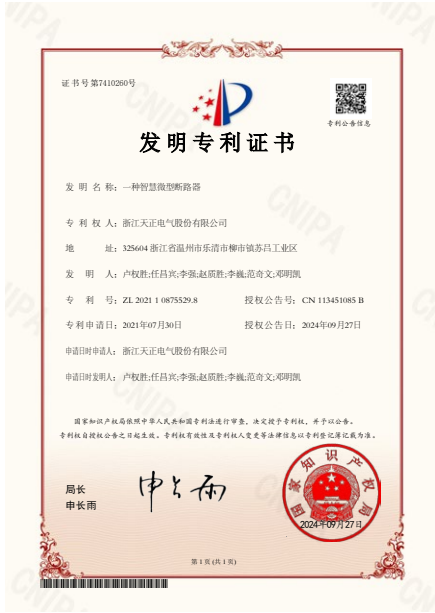 证书号第7410260号
专利公告信息
发明专利证书
发明名称：一种智慧微型断路器
专利权人：浙江天正电气股份有限公司
地址：325604 浙江省温州市乐清市柳市镇苏吕工业区
发明人：卢权胜;任昌宾;李强;赵质胜;李巍;范奇文;邓明凯
专利号：ZL 2021 1 0875529.8 授权公告号：CN 113451085 B
专利申请日：2021年07月30日 授权公告日：2024年09月27日
申请日时申请人：浙江天正电气股份有限公司
申请日时发明人：卢权胜;任昌宾;李强;赵质胜;李巍;范奇文;邓明凯
国家知识产权局依照中华人民共和国专利法进行审查，决定授予专利权，并予以公告。
专利权自授权公告之日起生效。专利权有效性及专利权人变更等法律信息以专利登记簿记载为准。
局长
申长雨
申长雨
国家知识产权局
2024年09月27日
第 1 页 (共 1 页)
CNIPA